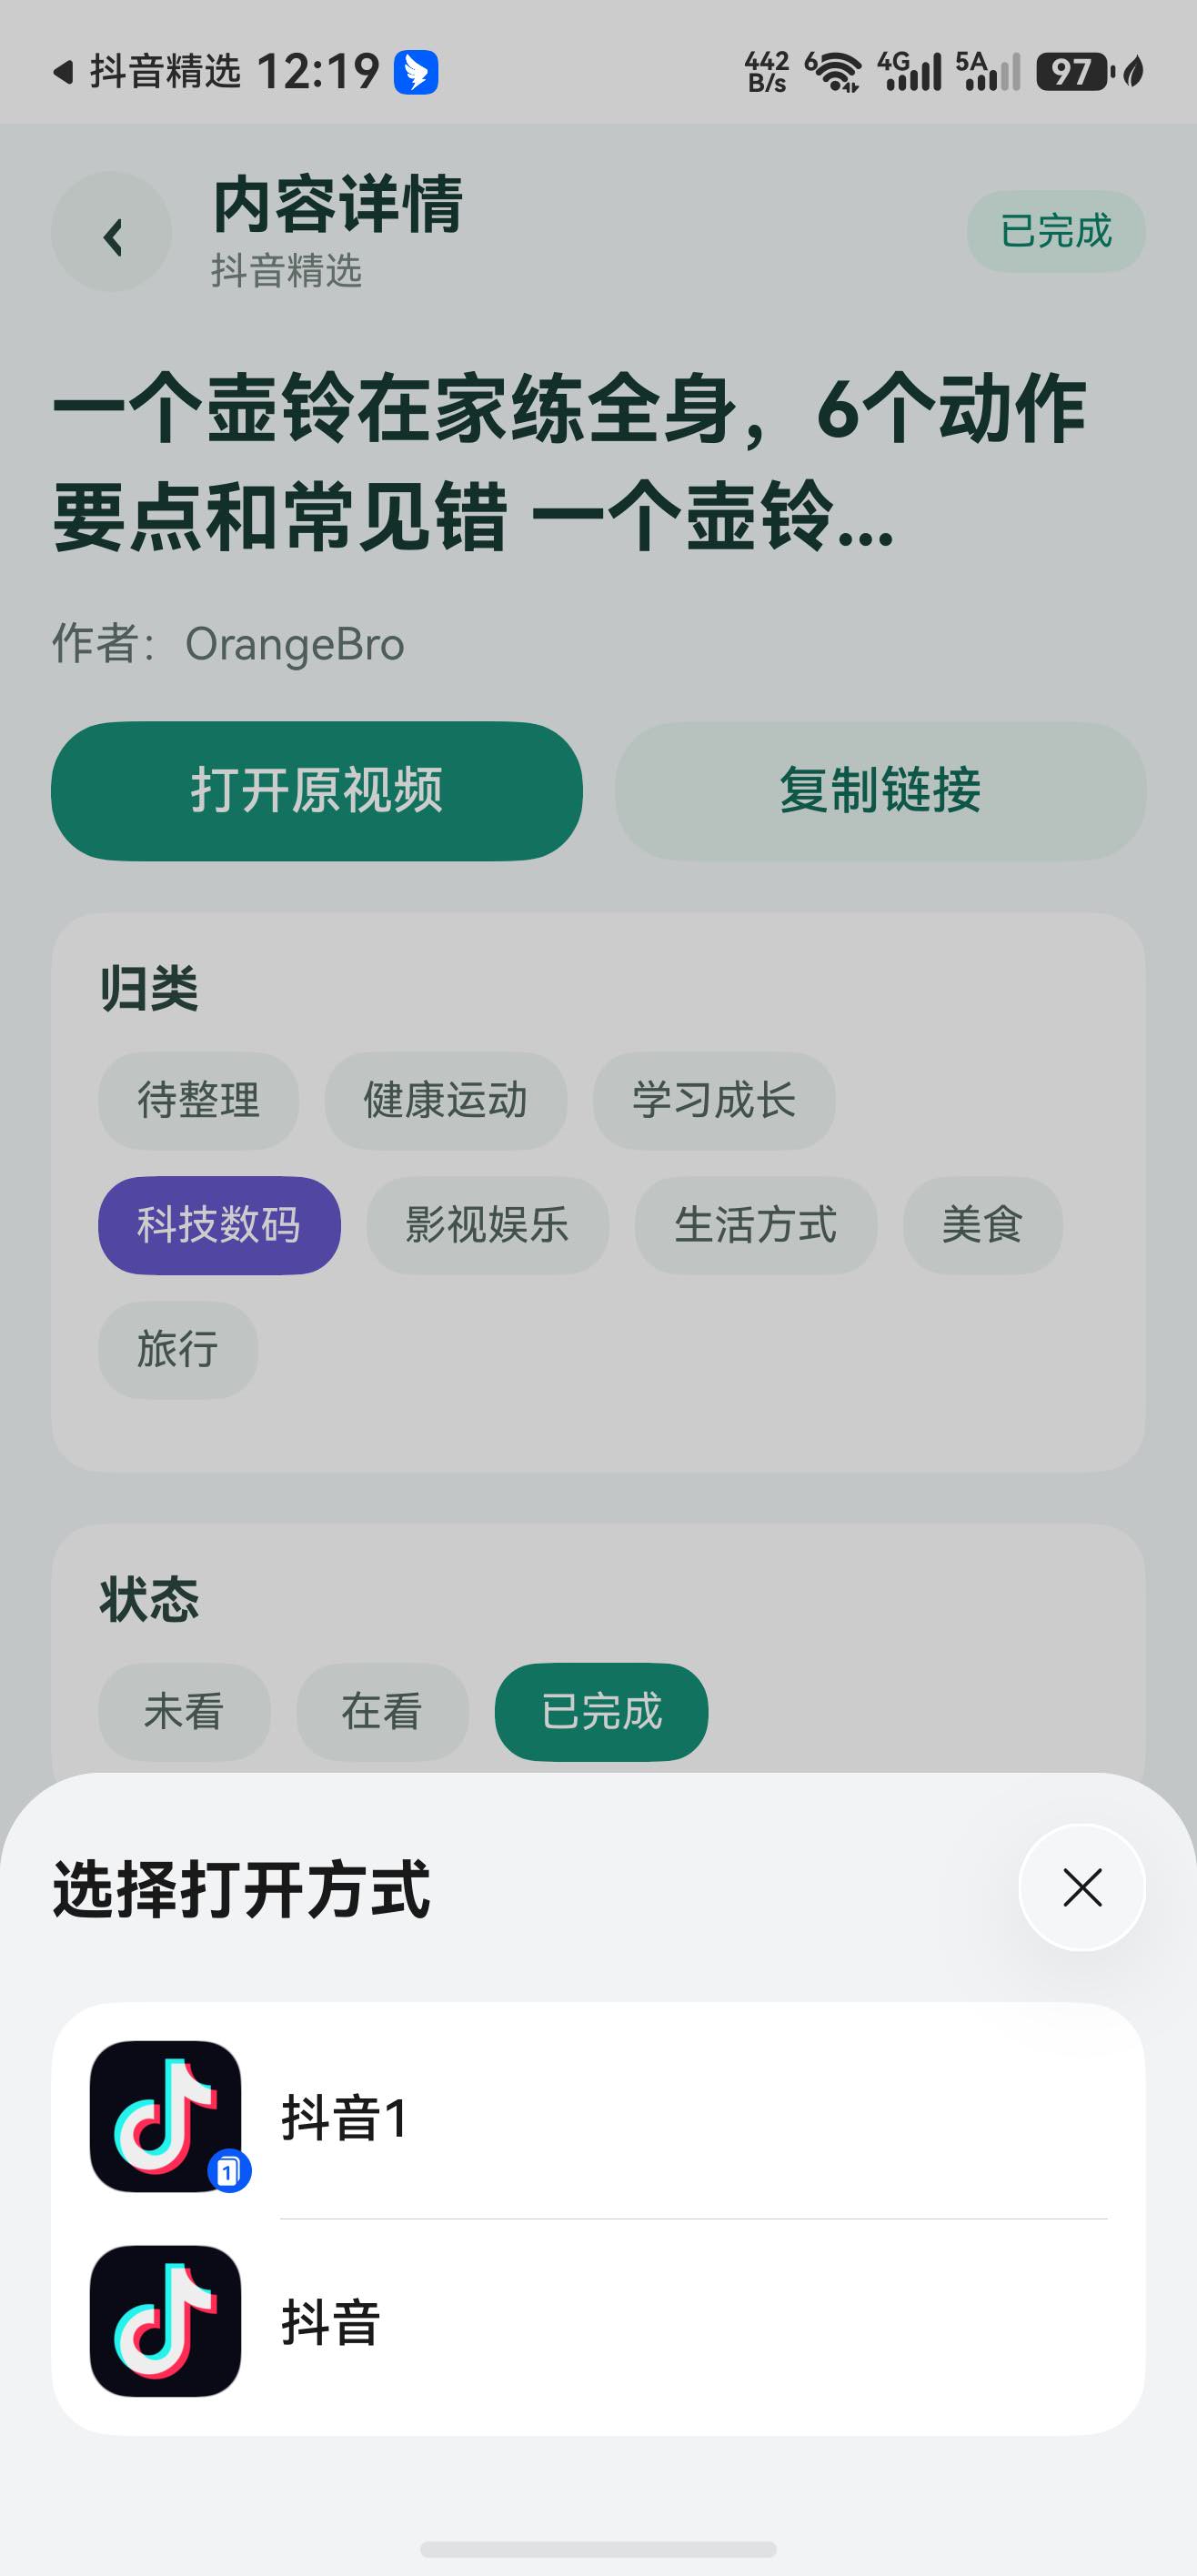 抖音精选 12:19
442 B/s 6 4G 5A 97
内容详情
抖音精选
已完成
一个壶铃在家练全身，6个动作
要点和常见错 一个壶铃...
作者：OrangeBro
打开原视频 复制链接
归类
待整理 健康运动 学习成长
科技数码 影视娱乐 生活方式 美食
旅行
状态
未看 在看 已完成
选择打开方式
抖音1
1
抖音